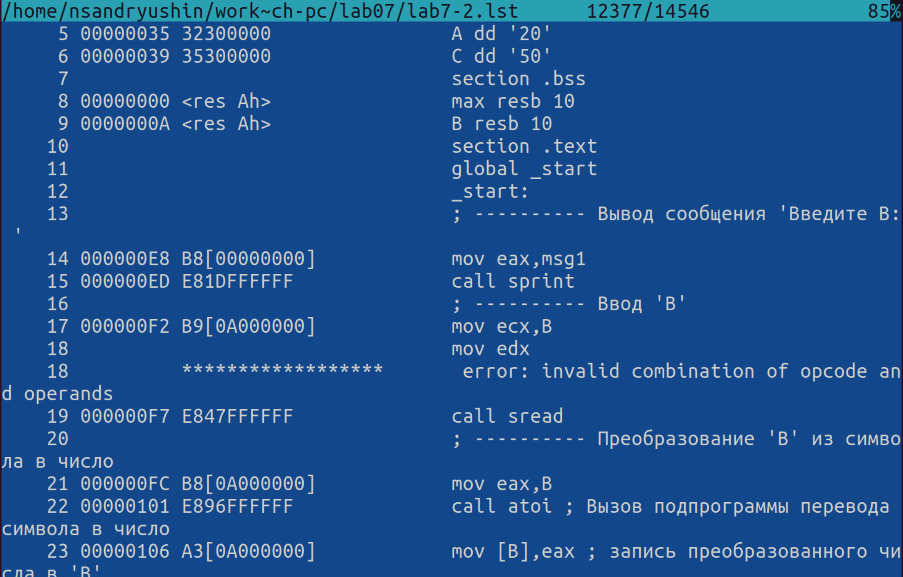 /home/nsandryushin/work~ch-pc/lab07/lab7-2.lst 12377/14546 85%
5 00000035 32300000 A dd '20'
6 00000039 35300000 C dd '50'
7 section .bss
8 00000000 <res Ah> max resb 10
9 0000000A <res Ah> B resb 10
10 section .text
11 global _start
12 _start:
13 ; ---------- Вывод сообщения 'Введите B:
'
14 000000E8 B8[00000000] mov eax,msg1
15 000000ED E81DFFFFFF call sprint
16 ; ---------- Ввод 'B'
17 000000F2 B9[0A000000] mov ecx,B
18 mov edx
18 ****************** error: invalid combination of opcode an
d operands
19 000000F7 E847FFFFFF call sread
20 ; ---------- Преобразование 'B' из симво
ла в число
21 000000FC B8[0A000000] mov eax,B
22 00000101 E896FFFFFF call atoi ; Вызов подпрограммы перевода
символа в число
23 00000106 A3[0A000000] mov [B],eax ; запись преобразованного чи
сла в 'B'